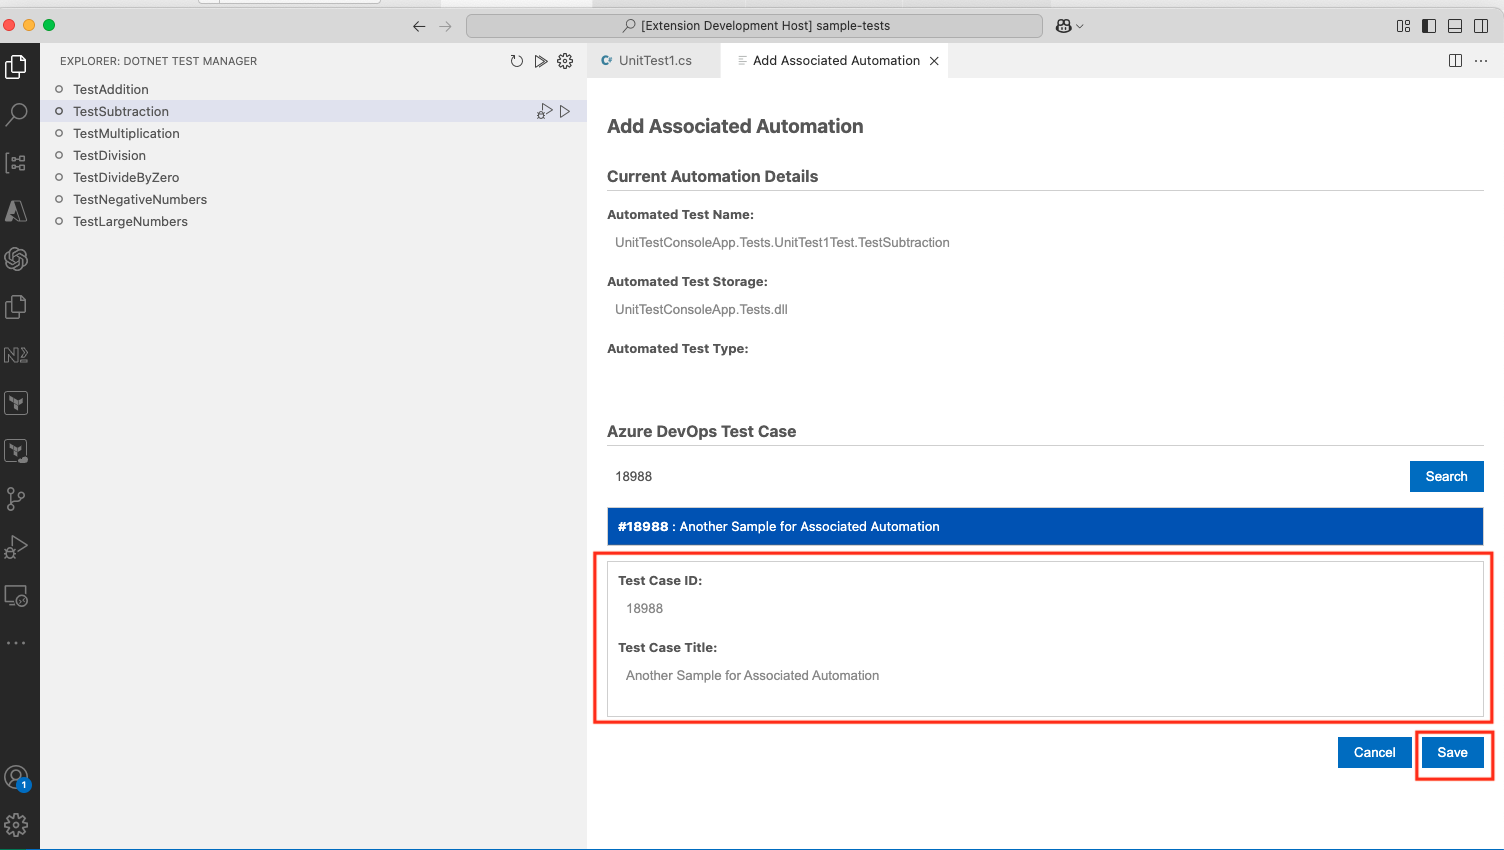 [Extension Development Host] sample-tests
EXPLORER: DOTNET TEST MANAGER
TestAddition
TestSubtraction
TestMultiplication
TestDivision
TestDivideByZero
TestNegativeNumbers
TestLargeNumbers
1
C# UnitTest1.cs
Add Associated Automation
Add Associated Automation
Current Automation Details
Automated Test Name:
UnitTestConsoleApp.Tests.UnitTest1Test.TestSubtraction
Automated Test Storage:
UnitTestConsoleApp.Tests.dll
Automated Test Type:
Azure DevOps Test Case
18988
Search
#18988 : Another Sample for Associated Automation
Test Case ID:
18988
Test Case Title:
Another Sample for Associated Automation
Cancel
Save